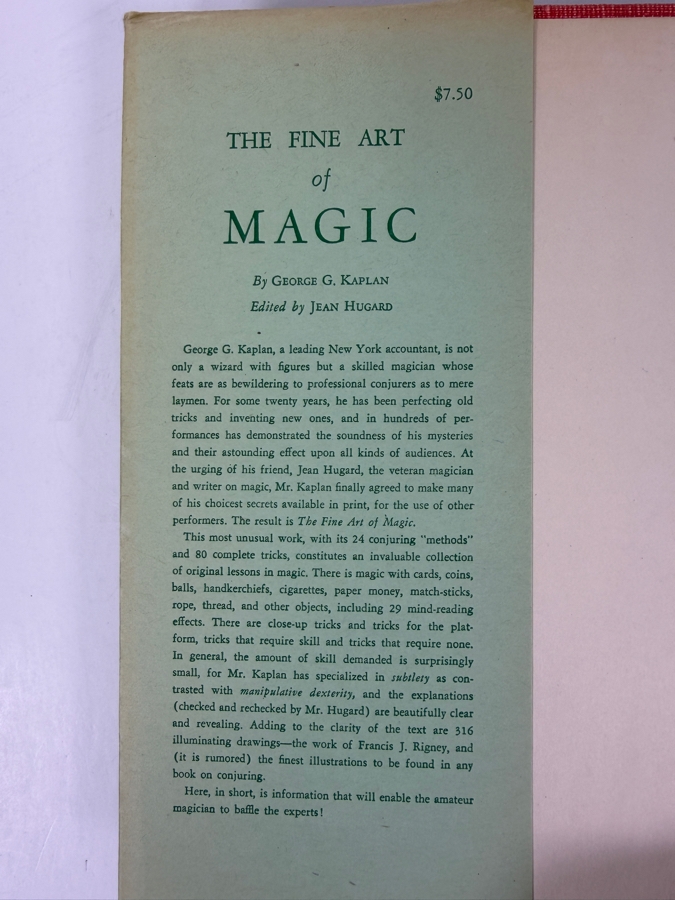 $7.50
THE FINE ART
of
MAGIC
By GEORGE G. KAPLAN
Edited by JEAN HUGARD
George G. Kaplan, a leading New York accountant, is not
only a wizard with figures but a skilled magician whose
feats are as bewildering to professional conjurers as to mere
laymen. For some twenty years, he has been perfecting old
tricks and inventing new ones, and in hundreds of per-
formances has demonstrated the soundness of his mysteries
and their astounding effect upon all kinds of audiences. At
the urging of his friend, Jean Hugard, the veteran magician
and writer on magic, Mr. Kaplan finally agreed to make many
of his choicest secrets available in print, for the use of other
performers. The result is The Fine Art of Magic.
This most unusual work, with its 24 conjuring "methods"
and 80 complete tricks, constitutes an invaluable collection
of original lessons in magic. There is magic with cards, coins,
balls, handkerchiefs, cigarettes, paper money, match-sticks,
rope, thread, and other objects, including 29 mind-reading
effects. There are close-up tricks and tricks for the plat-
form, tricks that require skill and tricks that require none.
In general, the amount of skill demanded is surprisingly
small, for Mr. Kaplan has specialized in subtlety as con-
trasted with manipulative dexterity, and the explanations
(checked and rechecked by Mr. Hugard) are beautifully clear
and revealing. Adding to the clarity of the text are 316
illuminating drawings—the work of Francis J. Rigney, and
(it is rumored) the finest illustrations to be found in any
book on conjuring.
Here, in short, is information that will enable the amateur
magician to baffle the experts!